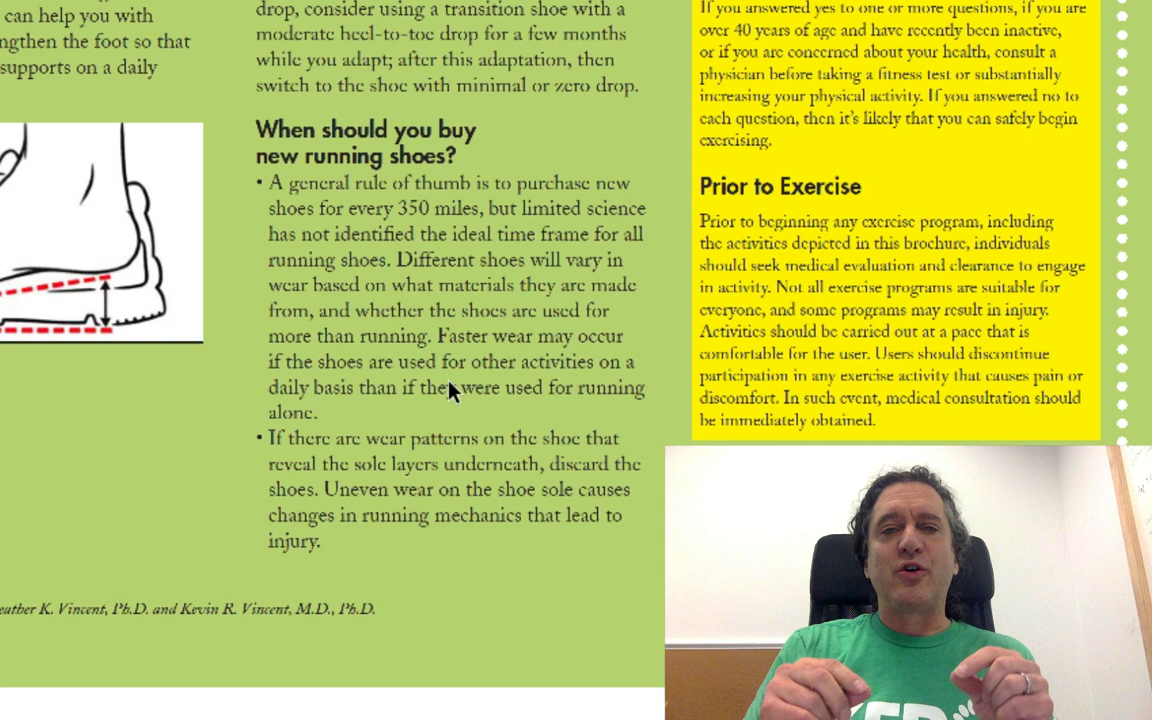 can help you with
ngthen the foot so that
supports on a daily
drop, consider using a transition shoe with a
moderate heel-to-toe drop for a few months
while you adapt; after this adaptation, then
switch to the shoe with minimal or zero drop.
When should you buy
new running shoes?
• A general rule of thumb is to purchase new
shoes for every 350 miles, but limited science
has not identified the ideal time frame for all
running shoes. Different shoes will vary in
wear based on what materials they are made
from, and whether the shoes are used for
more than running. Faster wear may occur
if the shoes are used for other activities on a
daily basis than if they were used for running
alone.
• If there are wear patterns on the shoe that
reveal the sole layers underneath, discard the
shoes. Uneven wear on the shoe sole causes
changes in running mechanics that lead to
injury.
eather K. Vincent, Ph.D. and Kevin R. Vincent, M.D., Ph.D.
If you answered yes to one or more questions, if you are
over 40 years of age and have recently been inactive,
or if you are concerned about your health, consult a
physician before taking a fitness test or substantially
increasing your physical activity. If you answered no to
each question, then it's likely that you can safely begin
exercising.
Prior to Exercise
Prior to beginning any exercise program, including
the activities depicted in this brochure, individuals
should seek medical evaluation and clearance to engage
in activity. Not all exercise programs are suitable for
everyone, and some programs may result in injury.
Activities should be carried out at a pace that is
comfortable for the user. Users should discontinue
participation in any exercise activity that causes pain or
discomfort. In such event, medical consultation should
be immediately obtained.